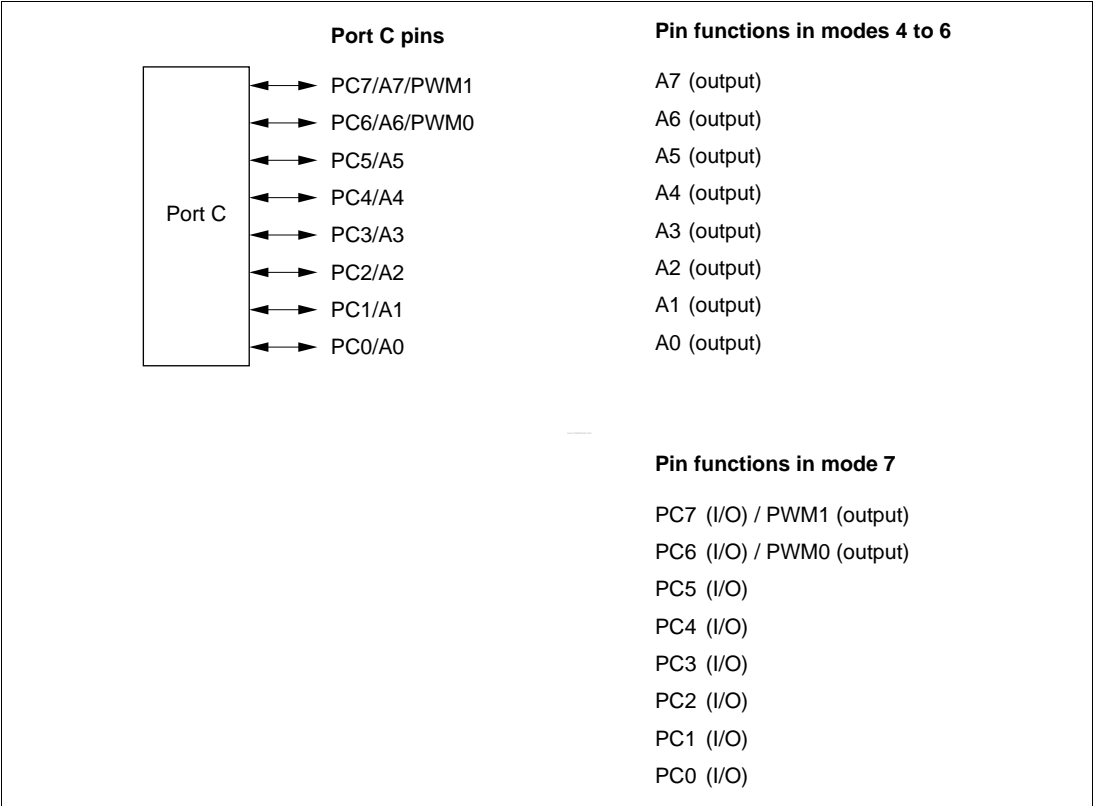 Port C pins
Pin functions in modes 4 to 6
Port C
PC7/A7/PWM1
A7 (output)
PC6/A6/PWM0
A6 (output)
PC5/A5
A5 (output)
PC4/A4
A4 (output)
PC3/A3
A3 (output)
PC2/A2
A2 (output)
PC1/A1
A1 (output)
PC0/A0
A0 (output)
Pin functions in mode 7
PC7 (I/O) / PWM1 (output)
PC6 (I/O) / PWM0 (output)
PC5 (I/O)
PC4 (I/O)
PC3 (I/O)
PC2 (I/O)
PC1 (I/O)
PC0 (I/O)